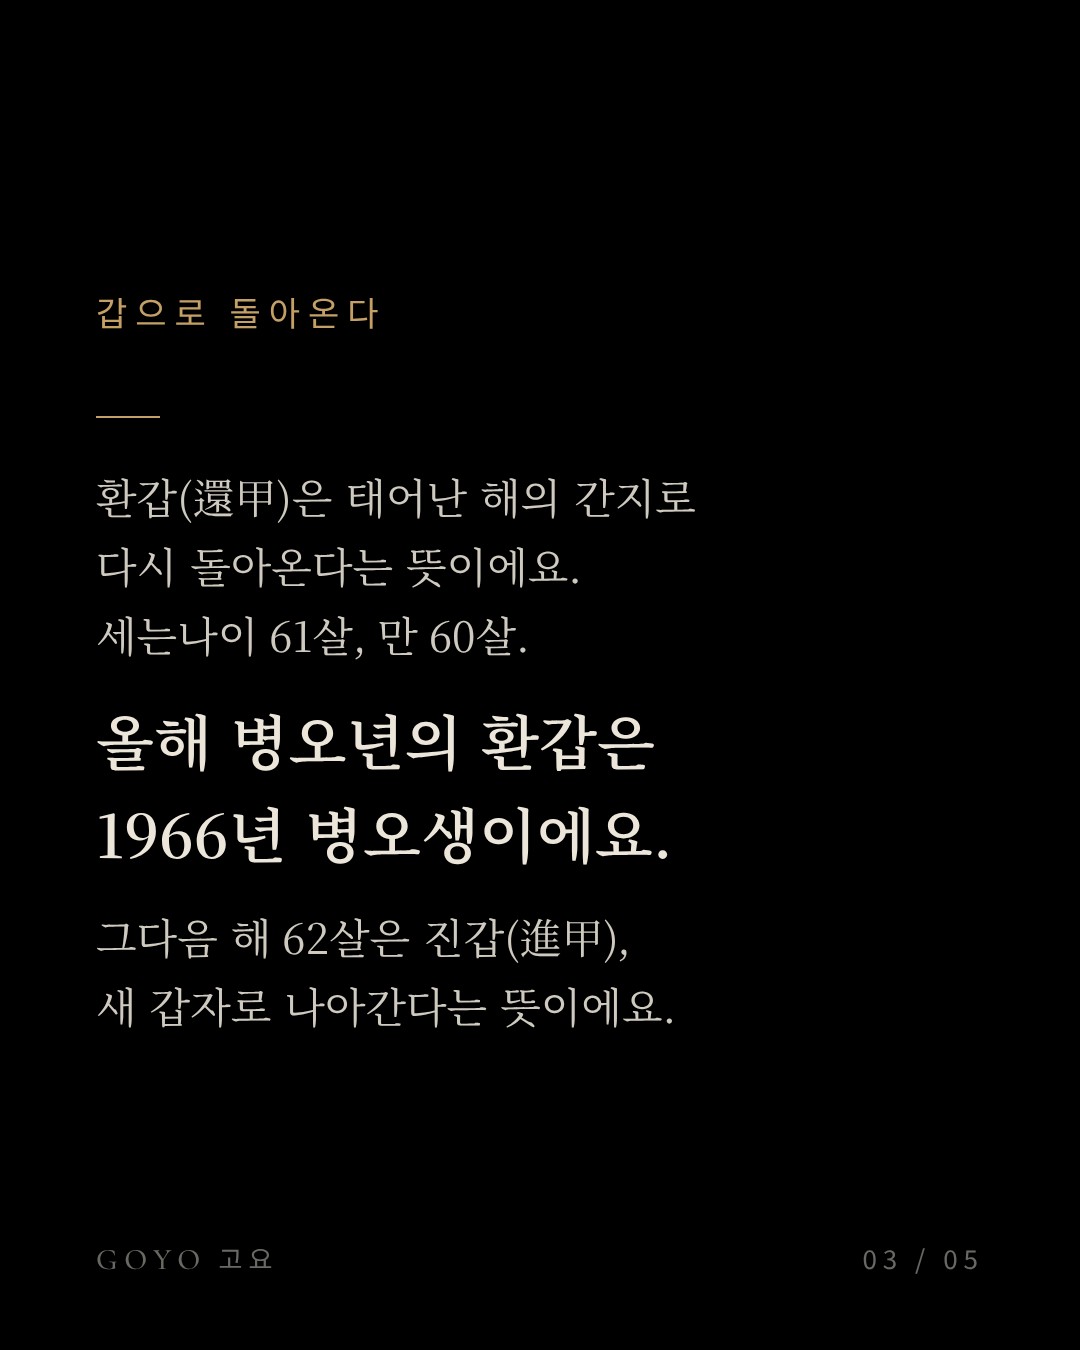 갑으로 돌아온다
환갑(還甲)은 태어난 해의 간지로
다시 돌아온다는 뜻이에요.
세는나이 61살, 만 60살.
올해 병오년의 환갑은
1966년 병오생이에요.
그다음 해 62살은 진갑(進甲),
새 갑자로 나아간다는 뜻이에요.
GOYO 고요
03 / 05